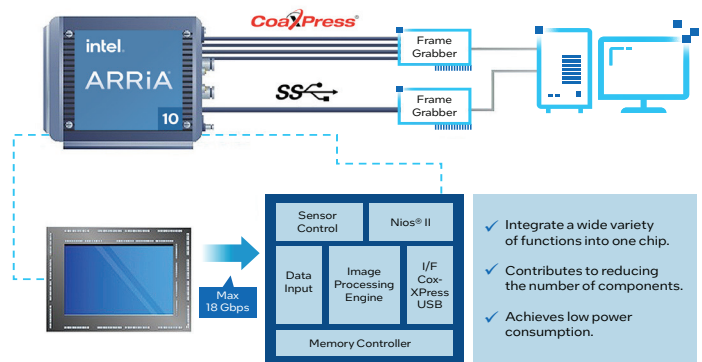 CoaXPress®
intel.
ARRiA
10
SS
Frame
Grabber
Frame
Grabber
Max
18 Gbps
Sensor
Control
Nios® II
Data
Input
Image
Processing
Engine
I/F
Cox-
XPress
USB
Memory Controller
Integrate a wide variety
of functions into one chip.
Contributes to reducing
the number of components.
Achieves low power
consumption.